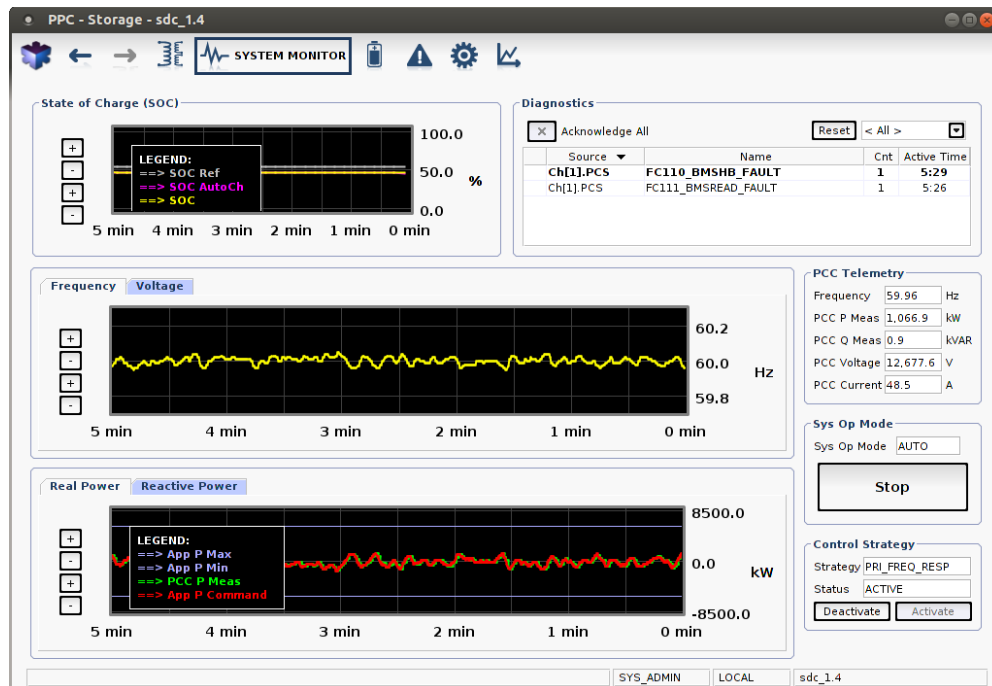 PPC - Storage - sdc_1.4
SYSTEM MONITOR
State of Charge (SOC)
+
-
+
-
LEGEND:
==> SOC Ref
==> SOC AutoCh
==> SOC
100.0
50.0
0.0
%
5 min 4 min 3 min 2 min 1 min 0 min
Diagnostics
X Acknowledge All Reset < All >
Source Name Cnt Active Time
Ch[1].PCS FC110_BMSHB_FAULT 1 5:29
Ch[1].PCS FC111_BMSREAD_FAULT 1 5:26
Frequency Voltage
+
-
+
-
60.2
60.0
59.8
Hz
5 min 4 min 3 min 2 min 1 min 0 min
PCC Telemetry
Frequency 59.96 Hz
PCC P Meas 1,066.9 kW
PCC Q Meas 0.9 kVAR
PCC Voltage 12,677.6 V
PCC Current 48.5 A
Sys Op Mode
Sys Op Mode AUTO
Stop
Real Power Reactive Power
+
-
+
-
LEGEND:
==> App P Max
==> App P Min
==> PCC P Meas
==> App P Command
8500.0
0.0
-8500.0
kW
5 min 4 min 3 min 2 min 1 min 0 min
Control Strategy
Strategy PRI_FREQ_RESP
Status ACTIVE
Deactivate Activate
SYS_ADMIN LOCAL sdc_1.4